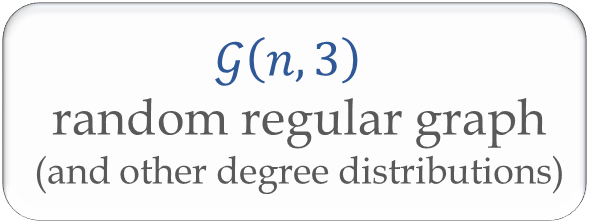 𝒢(n, 3)
random regular graph
(and other degree distributions)